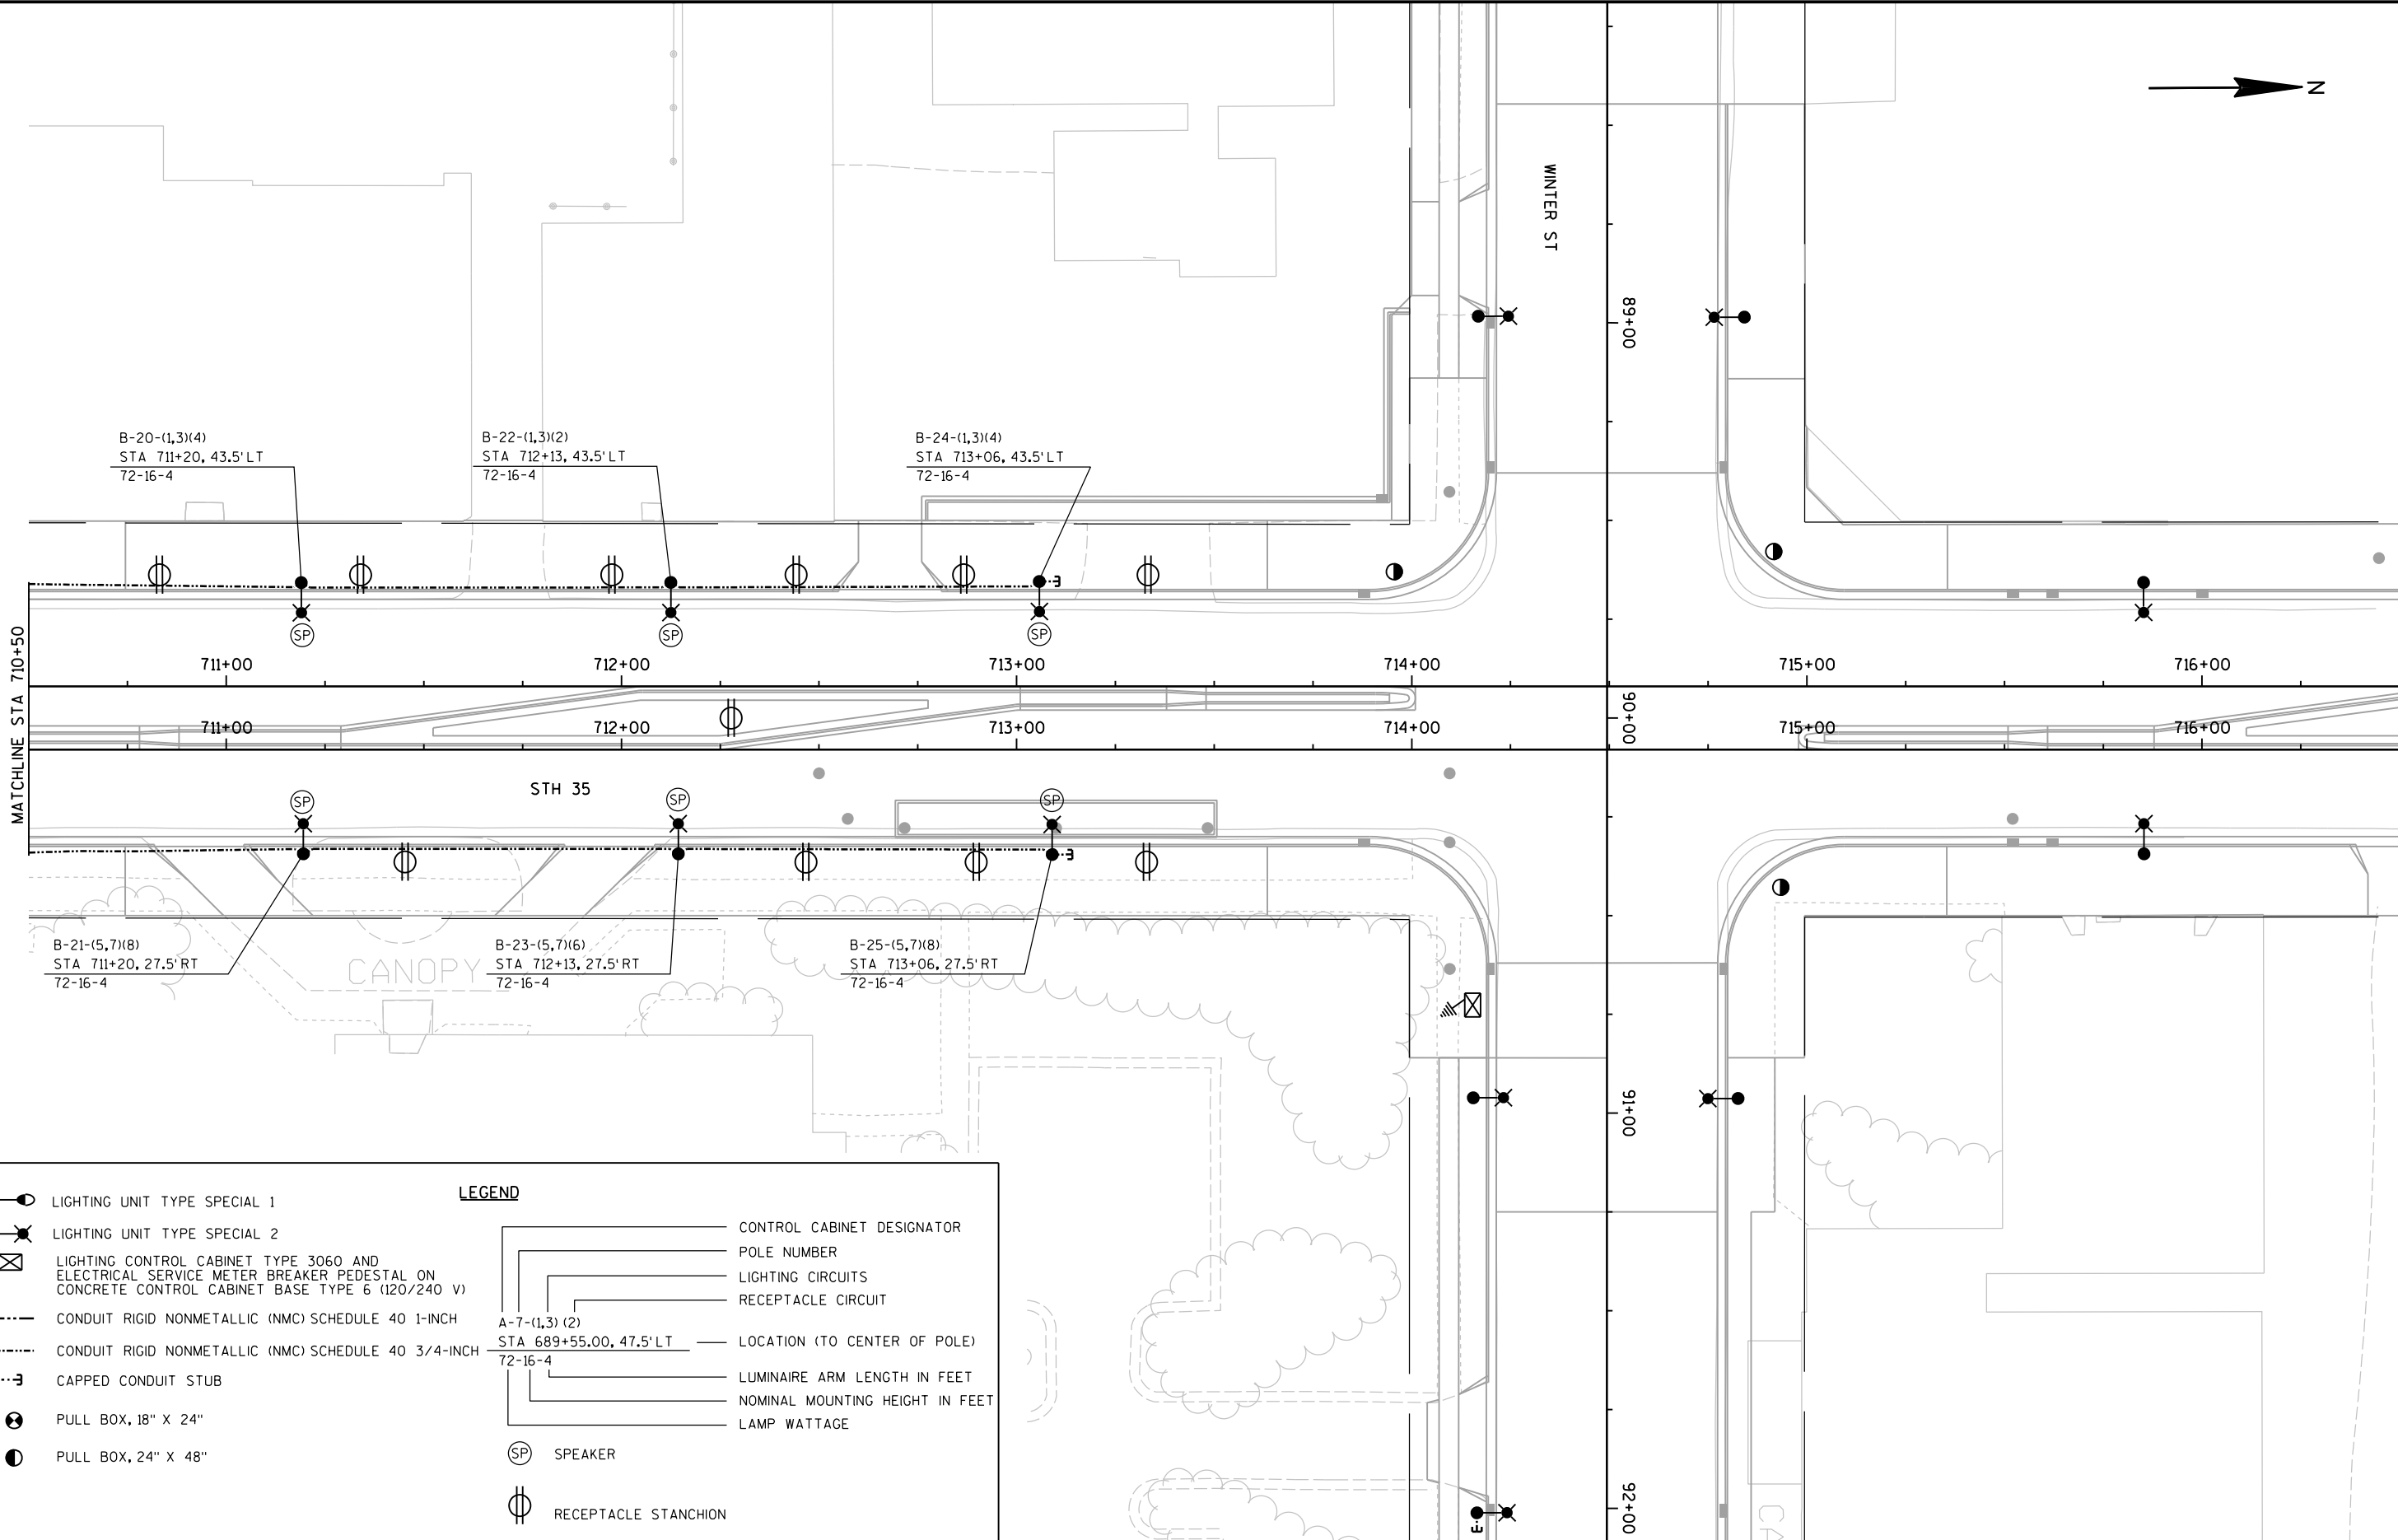 N
WINTER ST
89+00
B-20-(1,3)(4)
STA 711+20, 43.5' LT
72-16-4
B-22-(1,3)(2)
STA 712+13, 43.5' LT
72-16-4
B-24-(1,3)(4)
STA 713+06, 43.5' LT
72-16-4
SP
SP
SP
MATCHLINE STA 710+50
711+00
712+00
713+00
714+00
715+00
716+00
90+00
711+00
712+00
713+00
714+00
715+00
716+00
STH 35
SP
SP
SP
B-21-(5,7)(8)
STA 711+20, 27.5' RT
72-16-4
CANOPY
B-23-(5,7)(6)
STA 712+13, 27.5' RT
72-16-4
B-25-(5,7)(8)
STA 713+06, 27.5' RT
72-16-4
91+00
92+00
CA
LEGEND
LIGHTING UNIT TYPE SPECIAL 1
LIGHTING UNIT TYPE SPECIAL 2
LIGHTING CONTROL CABINET TYPE 3060 AND
ELECTRICAL SERVICE METER BREAKER PEDESTAL ON
CONCRETE CONTROL CABINET BASE TYPE 6 (120/240 V)
CONDUIT RIGID NONMETALLIC (NMC) SCHEDULE 40 1-INCH
CONDUIT RIGID NONMETALLIC (NMC) SCHEDULE 40 3/4-INCH
CAPPED CONDUIT STUB
PULL BOX, 18" X 24"
PULL BOX, 24" X 48"
CONTROL CABINET DESIGNATOR
POLE NUMBER
LIGHTING CIRCUITS
RECEPTACLE CIRCUIT
A-7-(1,3) (2)
STA 689+55.00, 47.5' LT
LOCATION (TO CENTER OF POLE)
72-16-4
LUMINAIRE ARM LENGTH IN FEET
NOMINAL MOUNTING HEIGHT IN FEET
LAMP WATTAGE
SP SPEAKER
RECEPTACLE STANCHION